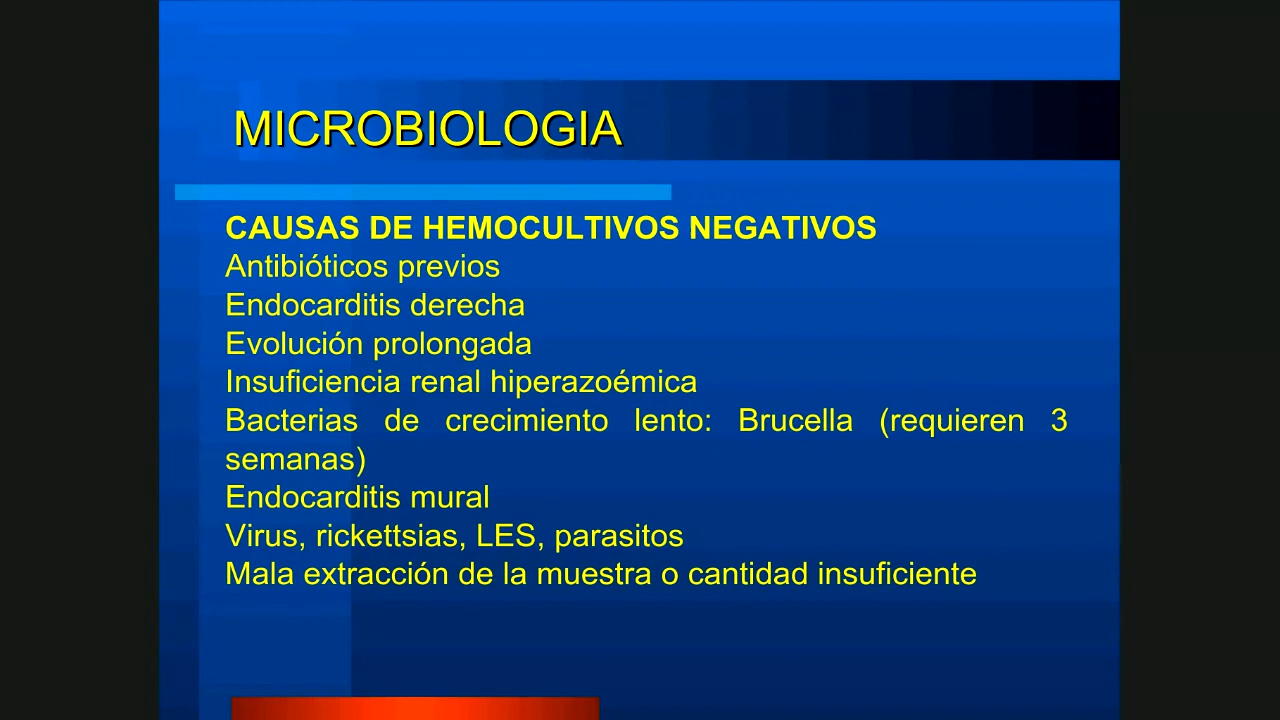 MICROBIOLOGIA
CAUSAS DE HEMOCULTIVOS NEGATIVOS
Antibióticos previos
Endocarditis derecha
Evolución prolongada
Insuficiencia renal hiperazoémica
Bacterias de crecimiento lento: Brucella (requieren 3
semanas)
Endocarditis mural
Virus, rickettsias, LES, parasitos
Mala extracción de la muestra o cantidad insuficiente